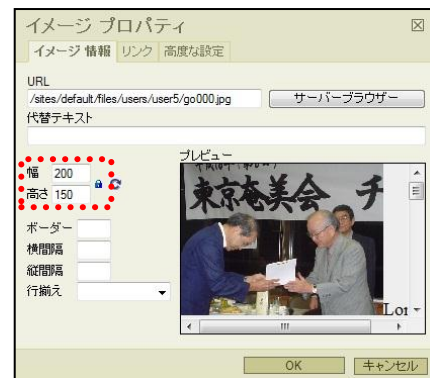 イメージ プロパティ
イメージ 情報 リンク 高度な設定
URL
/sites/default/files/users/user5/go000.jpg サーバーブラウザー
代替テキスト
幅 200
高さ 150
プレビュー
東京奄美会 チ
Lor
ボーダー
横間隔
縦間隔
行揃え
OK キャンセル